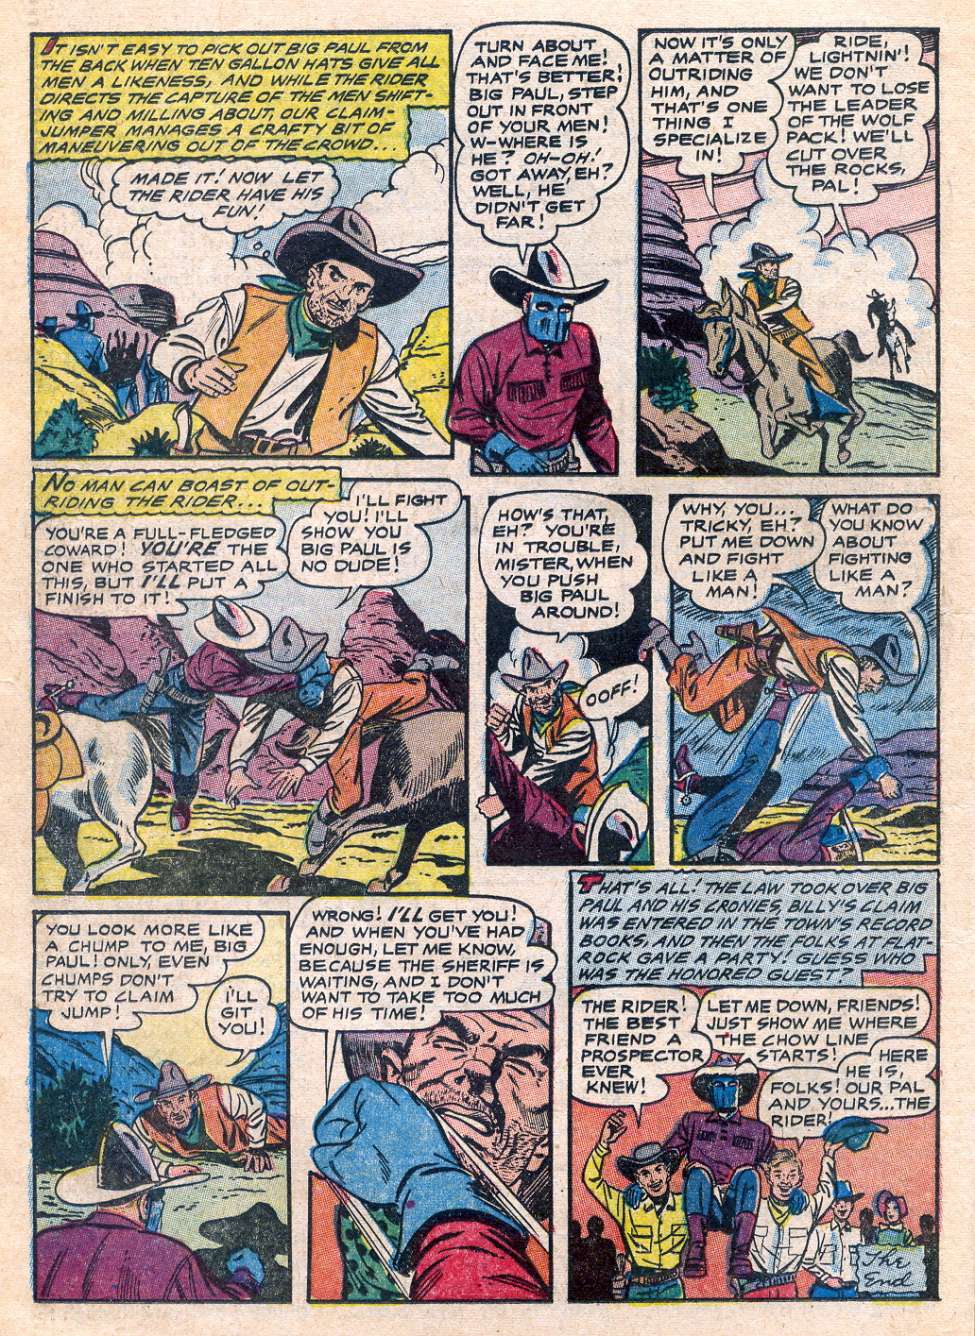 IT ISN'T EASY TO PICK OUT BIG PAUL FROM
THE BACK WHEN TEN GALLON HATS GIVE ALL
MEN A LIKENESS, AND WHILE THE RIDER
DIRECTS THE CAPTURE OF THE MEN SHIFT-
ING AND MILLING ABOUT, OUR CLAIM-
JUMPER MANAGES A CRAFTY BIT OF
MANEUVERING OUT OF THE CROWD...
MADE IT! NOW LET
THE RIDER HAVE HIS
FUN!
TURN ABOUT
AND FACE ME!
THAT'S BETTER!
BIG PAUL, STEP
OUT IN FRONT
OF YOUR MEN!
W-WHERE IS
HE? OH-OH!
GOT AWAY, EH?
WELL, HE
DIDN'T GET
FAR!
NOW IT'S ONLY
A MATTER OF
OUTRIDING
HIM, AND
THAT'S ONE
THING I
SPECIALIZE
IN!
RIDE,
LIGHTNIN'!
WE DON'T
WANT TO LOSE
THE LEADER
OF THE WOLF
PACK! WE'LL
CUT OVER
THE ROCKS,
PAL!
NO MAN CAN BOAST OF OUT-
RIDING THE RIDER...
YOU'RE A FULL-FLEDGED
COWARD! YOU'RE THE
ONE WHO STARTED ALL
THIS, BUT I'LL PUT A
FINISH TO IT!
I'LL FIGHT
YOU! I'LL
SHOW YOU
BIG PAUL IS
NO DUDE!
HOW'S THAT,
EH? YOU'RE
IN TROUBLE,
MISTER, WHEN
YOU PUSH
BIG PAUL
AROUND!
OOFF!
WHY, YOU...
TRICKY, EH?
PUT ME DOWN
AND FIGHT
LIKE A
MAN!
WHAT DO
YOU KNOW
ABOUT
FIGHTING
LIKE A
MAN?
YOU LOOK MORE LIKE
A CHUMP TO ME, BIG
PAUL! ONLY, EVEN
CHUMPS DON'T
TRY TO CLAIM
JUMP!
I'LL
GIT
YOU!
WRONG! I'LL GET YOU!
AND WHEN YOU'VE HAD
ENOUGH, LET ME KNOW,
BECAUSE THE SHERIFF IS
WAITING, AND I DON'T
WANT TO TAKE TOO MUCH
OF HIS TIME!
THAT'S ALL! THE LAW TOOK OVER BIG
PAUL AND HIS CRONIES, BILLY'S CLAIM
WAS ENTERED IN THE TOWN'S RECORD
BOOKS, AND THEN THE FOLKS AT FLAT-
ROCK GAVE A PARTY! GUESS WHO
WAS THE HONORED GUEST?
THE RIDER!
THE BEST
FRIEND A
PROSPECTOR
EVER
KNEW!
LET ME DOWN, FRIENDS!
JUST SHOW ME WHERE
THE CHOW LINE
STARTS!
HERE
HE IS,
FOLKS! OUR PAL
AND YOURS...THE
RIDER!
The
End